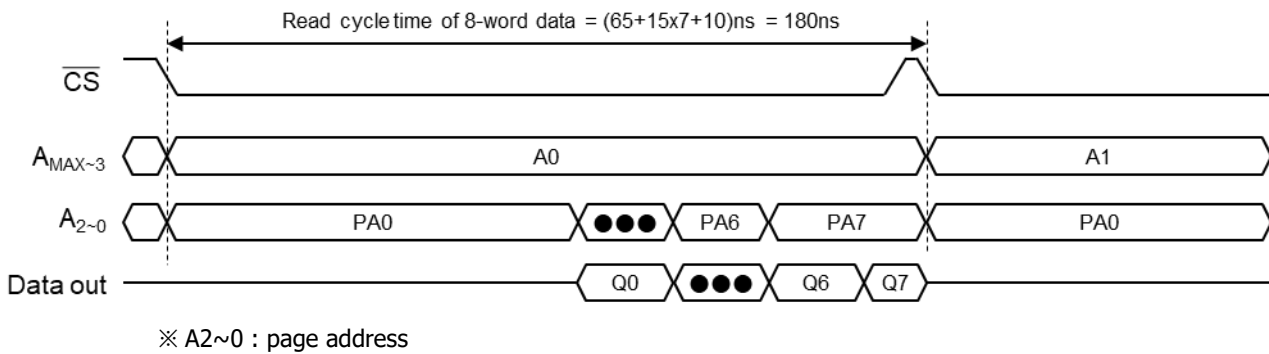 Read cycle time of 8-word data = (65+15x7+10)ns = 180ns
CS
AMAX~3 A0 A1
A2~0 PA0 ●●● PA6 PA7 PA0
Data out Q0 ●●● Q6 Q7
※ A2~0 : page address